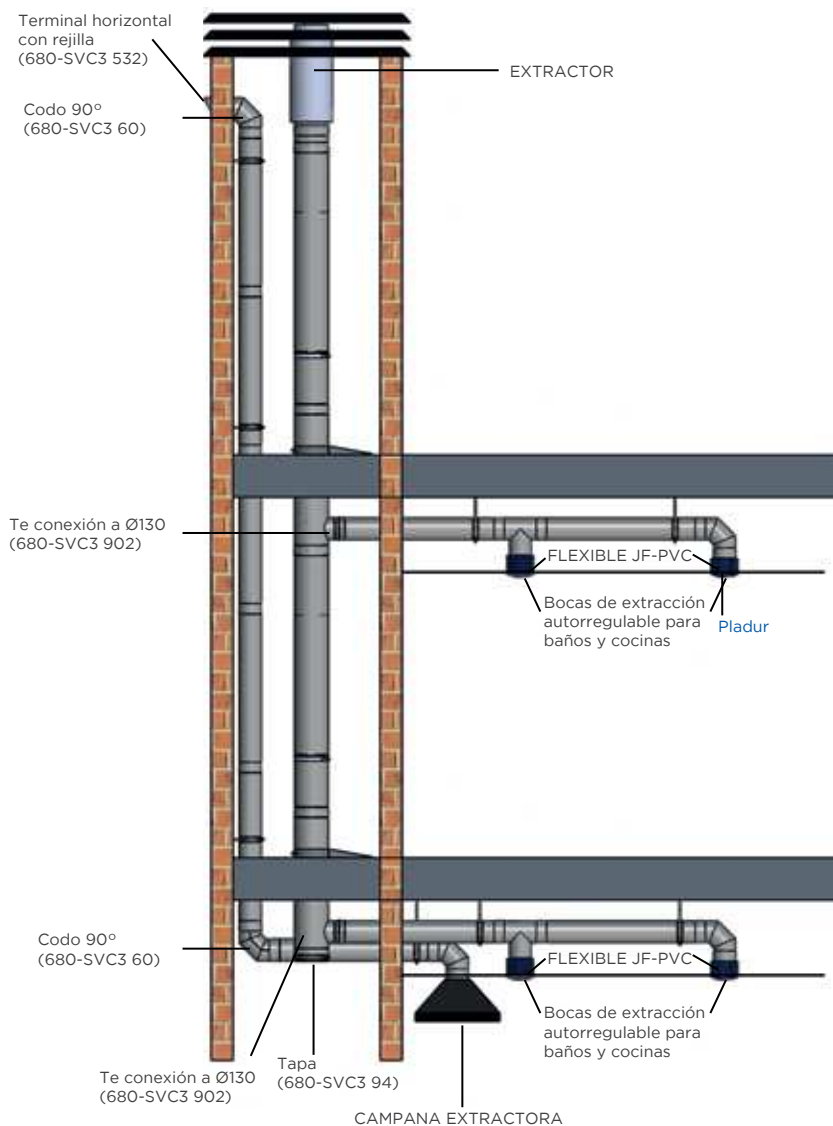 Terminal horizontal
con rejilla
(680-SVC3 532)
EXTRACTOR
Codo 90º
(680-SVC3 60)
Te conexión a Ø130
(680-SVC3 902)
FLEXIBLE JF-PVC
Bocas de extracción
autorregulable para
baños y cocinas
Pladur
Codo 90º
(680-SVC3 60)
FLEXIBLE JF-PVC
Bocas de extracción
autorregulable para
baños y cocinas
Te conexión a Ø130
(680-SVC3 902)
Tapa
(680-SVC3 94)
CAMPANA EXTRACTORA